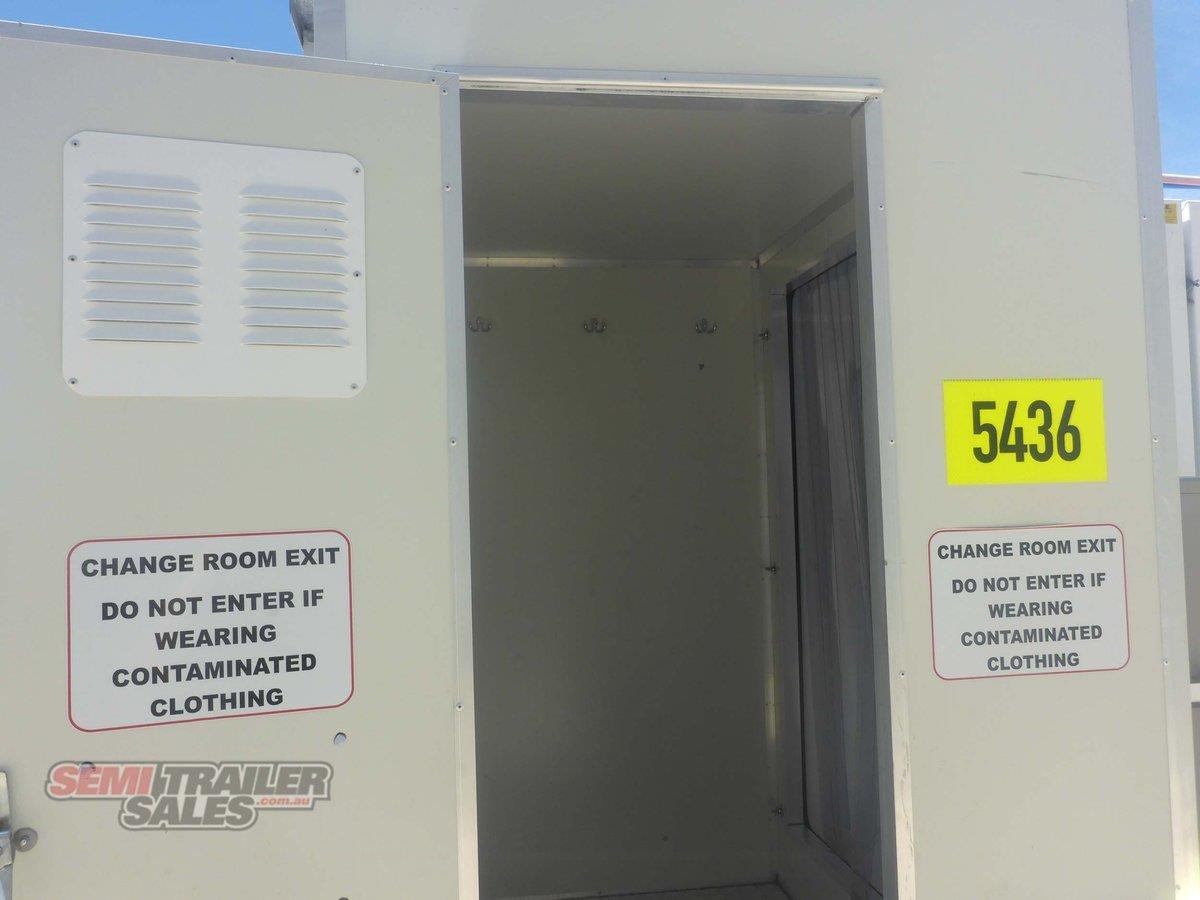 CHANGE ROOM EXIT
DO NOT ENTER IF
WEARING
CONTAMINATED
CLOTHING
5436
CHANGE ROOM EXIT
DO NOT ENTER IF
WEARING
CONTAMINATED
CLOTHING
SEMI TRAILER
SALES.com.au